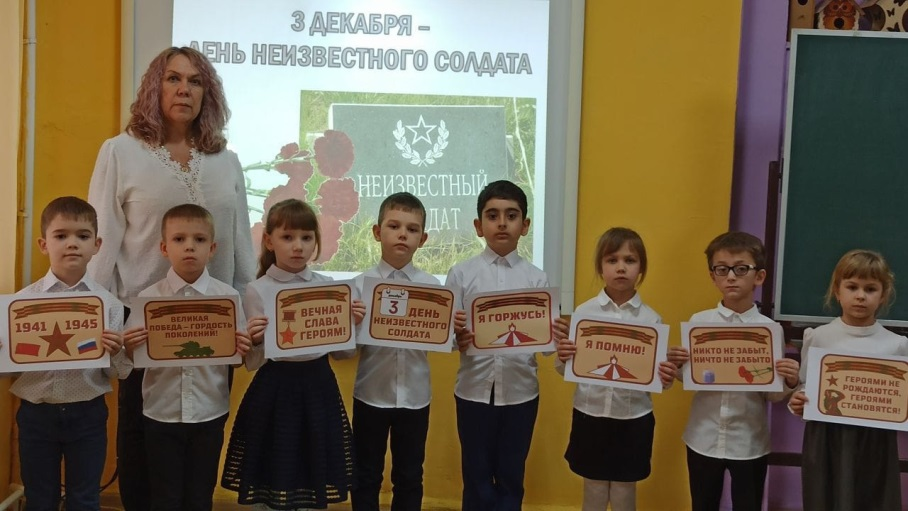 3 ДЕКАБРЯ –
ДЕНЬ НЕИЗВЕСТНОГО СОЛДАТА
НЕИЗВЕСТНЫЙ
ДАТ
1941 1945
ВЕЛИКАЯ
ПОБЕДА – ГОРДОСТЬ
ПОКОЛЕНИЙ!
ВЕЧНАЯ
СЛАВА
ГЕРОЯМ!
декабрь
3 ДЕНЬ
НЕИЗВЕСТНОГО
СОЛДАТА
Я ГОРЖУСЬ!
Я ПОМНЮ!
НИКТО НЕ ЗАБЫТ,
НИЧТО НЕ ЗАБЫТО
ГЕРОЯМИ НЕ
РОЖДАЮТСЯ,
ГЕРОЯМИ
СТАНОВЯТСЯ!